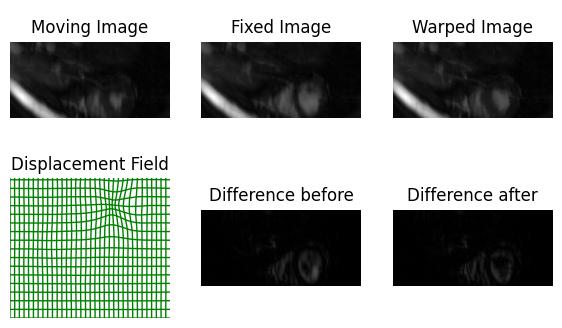 Moving Image
Fixed Image
Warped Image
Displacement Field
Difference before
Difference after